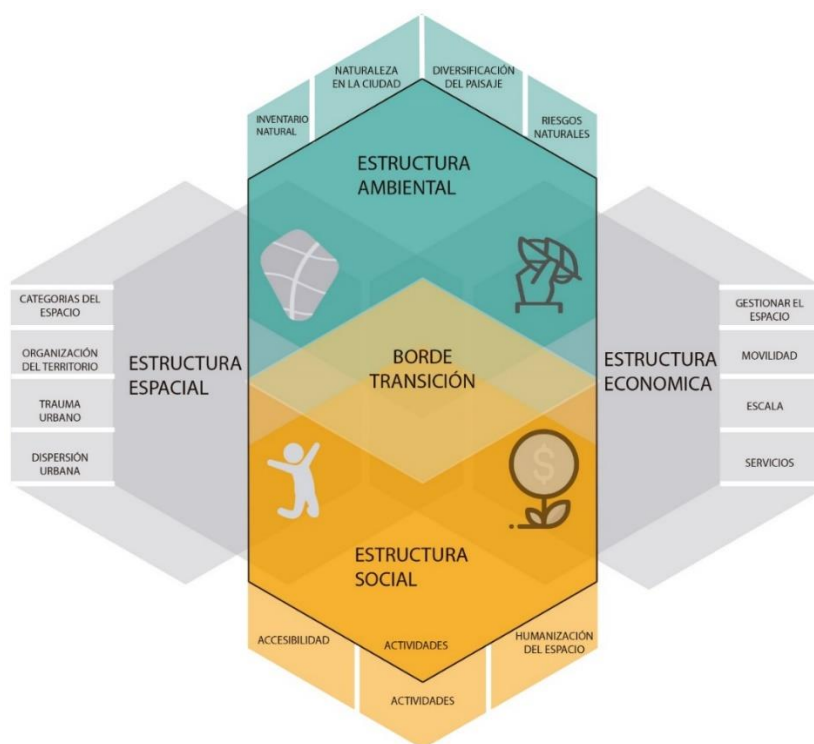 NATURALEZA
EN LA CIUDAD
DIVERSIFICACIÓN
DEL PAISAJE
INVENTARIO
NATURAL
RIESGOS
NATURALES
ESTRUCTURA
AMBIENTAL
CATEGORIAS DEL
ESPACIO
ORGANIZACIÓN
DEL TERRITORIO
TRAUMA
URBANO
DISPERSIÓN
URBANA
ESTRUCTURA
ESPACIAL
BORDE
TRANSICIÓN
ESTRUCTURA
ECONOMICA
GESTIONAR EL
ESPACIO
MOVILIDAD
ESCALA
SERVICIOS
$
ESTRUCTURA
SOCIAL
ACCESIBILIDAD
ACTIVIDADES
HUMANIZACIÓN
DEL ESPACIO
ACTIVIDADES